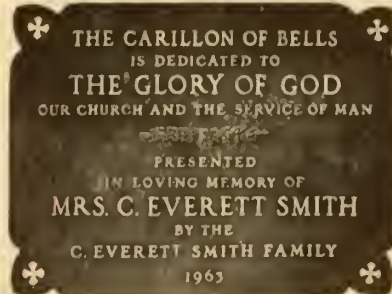 THE CARILLON OF BELLS
IS DEDICATED TO
THE GLORY OF GOD
OUR CHURCH AND THE SERVICE OF MAN
PRESENTED
IN LOVING MEMORY OF
MRS. C. EVERETT SMITH
BY THE
C. EVERETT SMITH FAMILY
1963